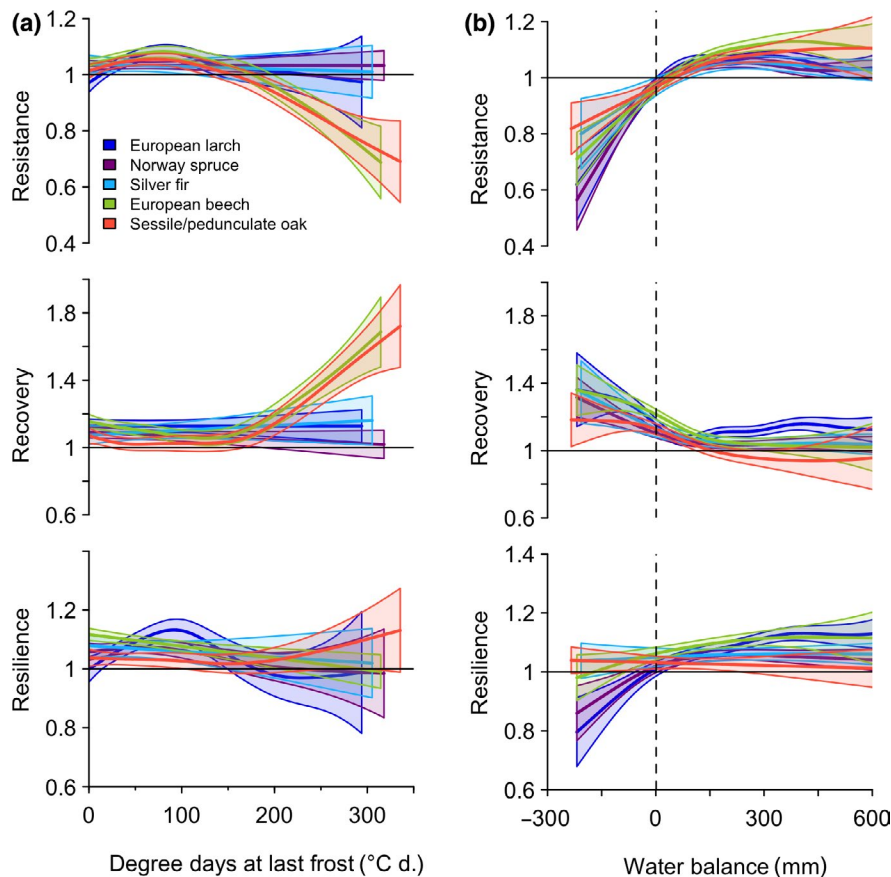 (a)
Resistance
1.2
1
0.8
0.6
0.4
European larch
Norway spruce
Silver fir
European beech
Sessile/pedunculate oak
Recovery
1.8
1.4
1
0.6
Resilience
1.2
1
0.8
0.6
0
100
200
300
Degree days at last frost (°C d.)
(b)
Resistance
1.2
1
0.8
0.6
0.4
Recovery
1.8
1.4
1
0.6
Resilience
1.4
1.2
1
0.8
0.6
−300
0
300
600
Water balance (mm)